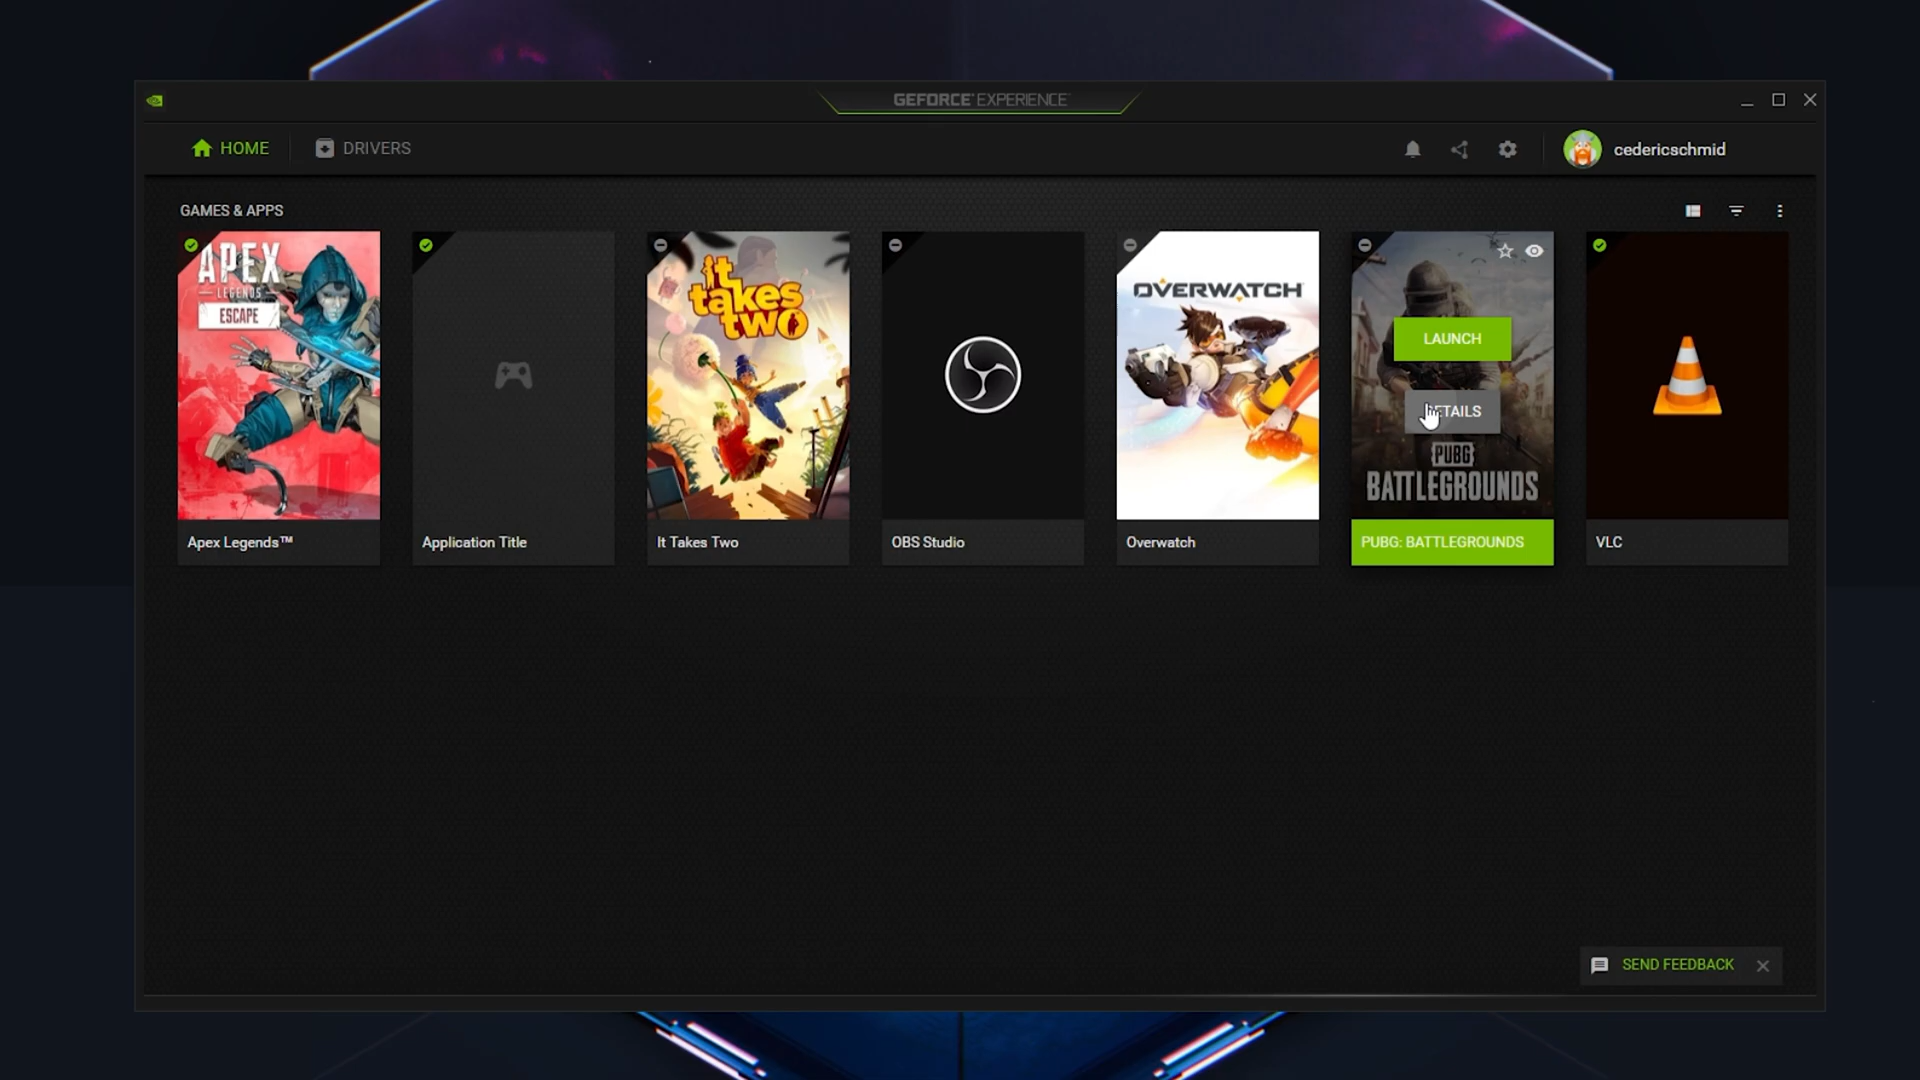 GEFORCE EXPERIENCE
HOME
DRIVERS
cedericschmid
GAMES & APPS
APEX
LEGENDS
ESCAPE
it
takes
two
OVERWATCH
LAUNCH
PUBG
BATTLEGROUNDS
Apex Legends™
Application Title
It Takes Two
OBS Studio
Overwatch
PUBG: BATTLEGROUNDS
VLC
SEND FEEDBACK